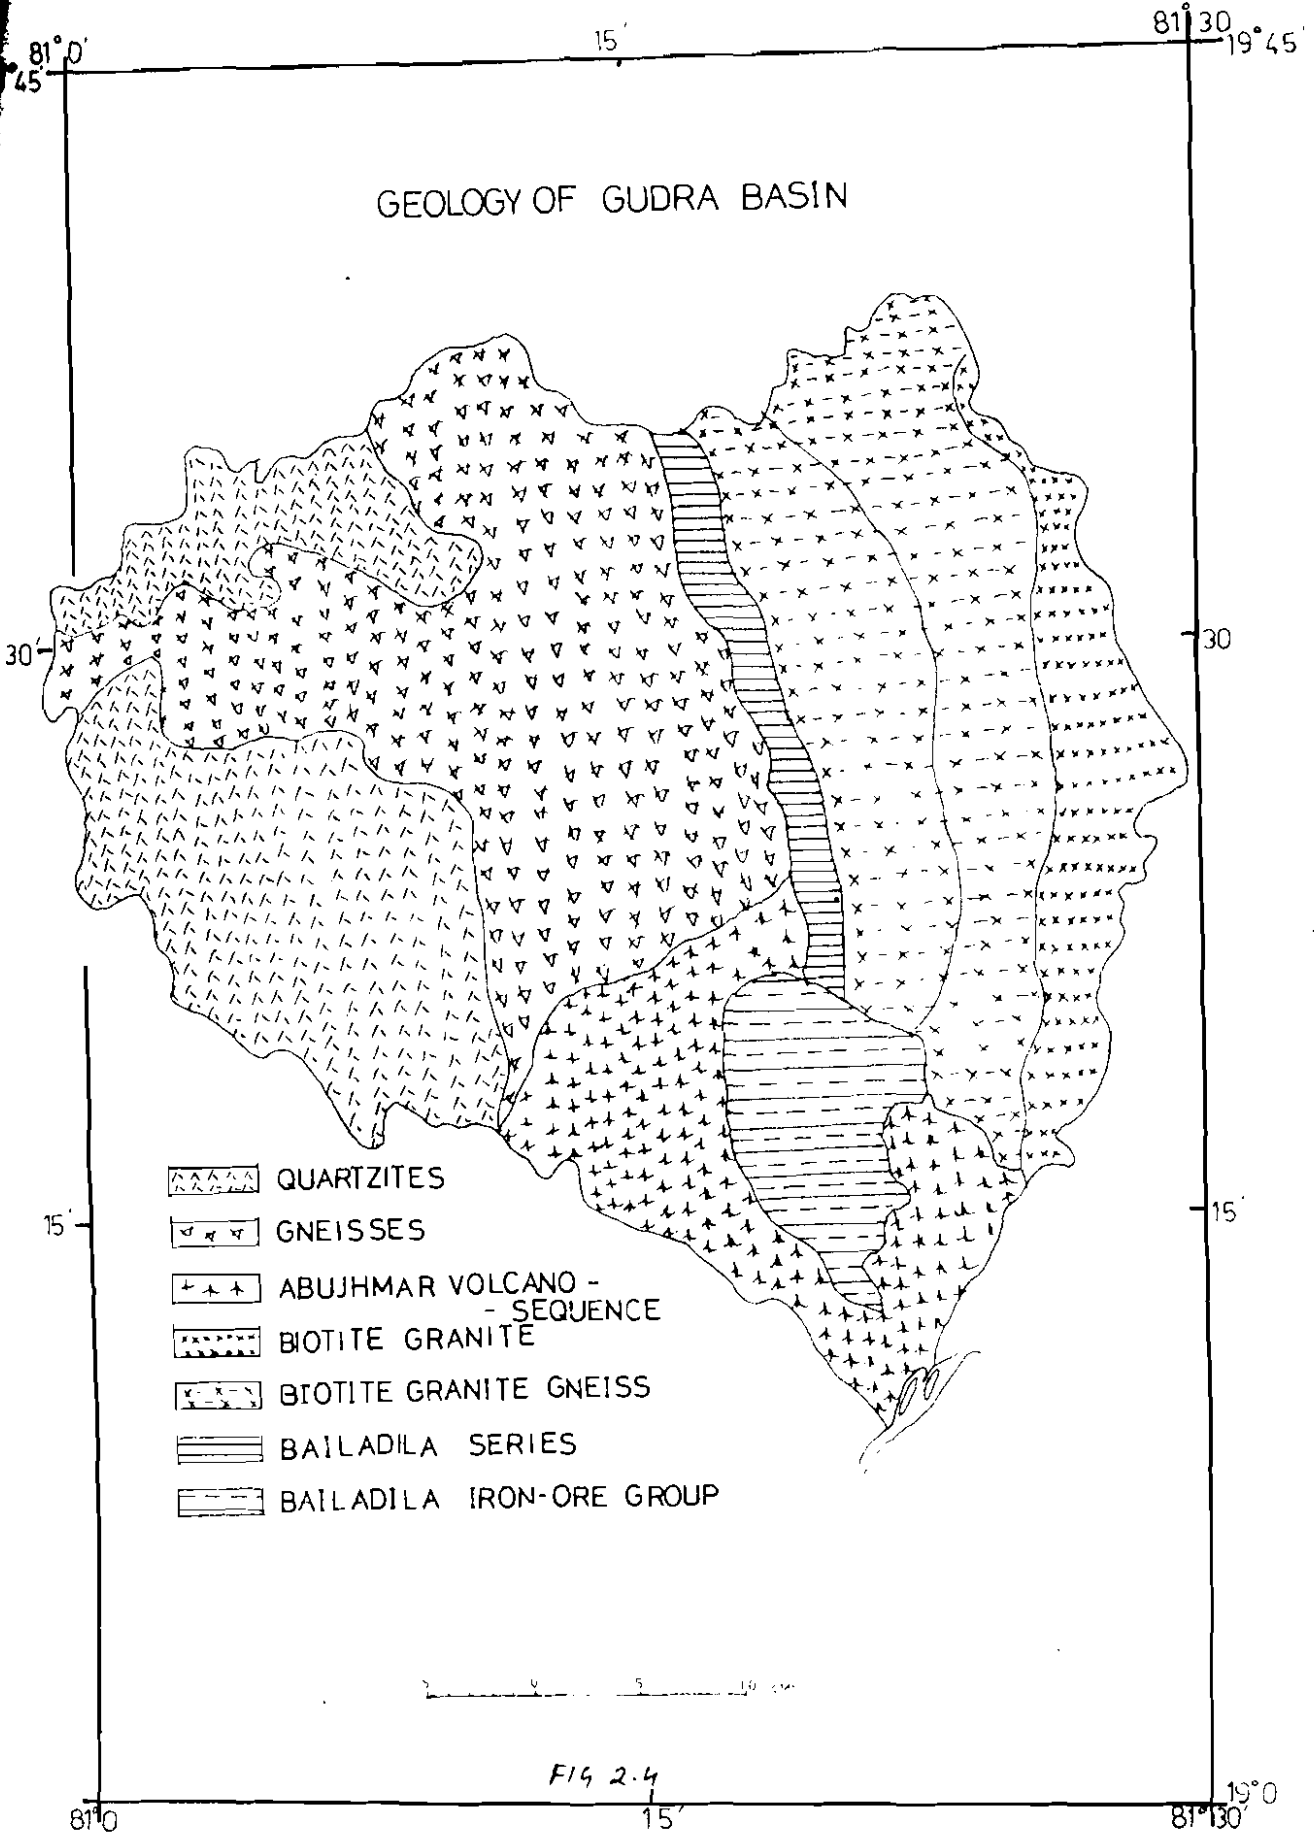 81°0′ 15′ 81°30
45′ 19°45′
GEOLOGY OF GUDRA BASIN
30′ 30
QUARTZITES
15′ 15′
GNEISSES
ABUJHMAR VOLCANO -
- SEQUENCE
BIOTITE GRANITE
BIOTITE GRANITE GNEISS
BAILADILA SERIES
BAILADILA IRON-ORE GROUP
5 0 5 10
FIG 2.4
19°0
81°0 15′ 81°30′